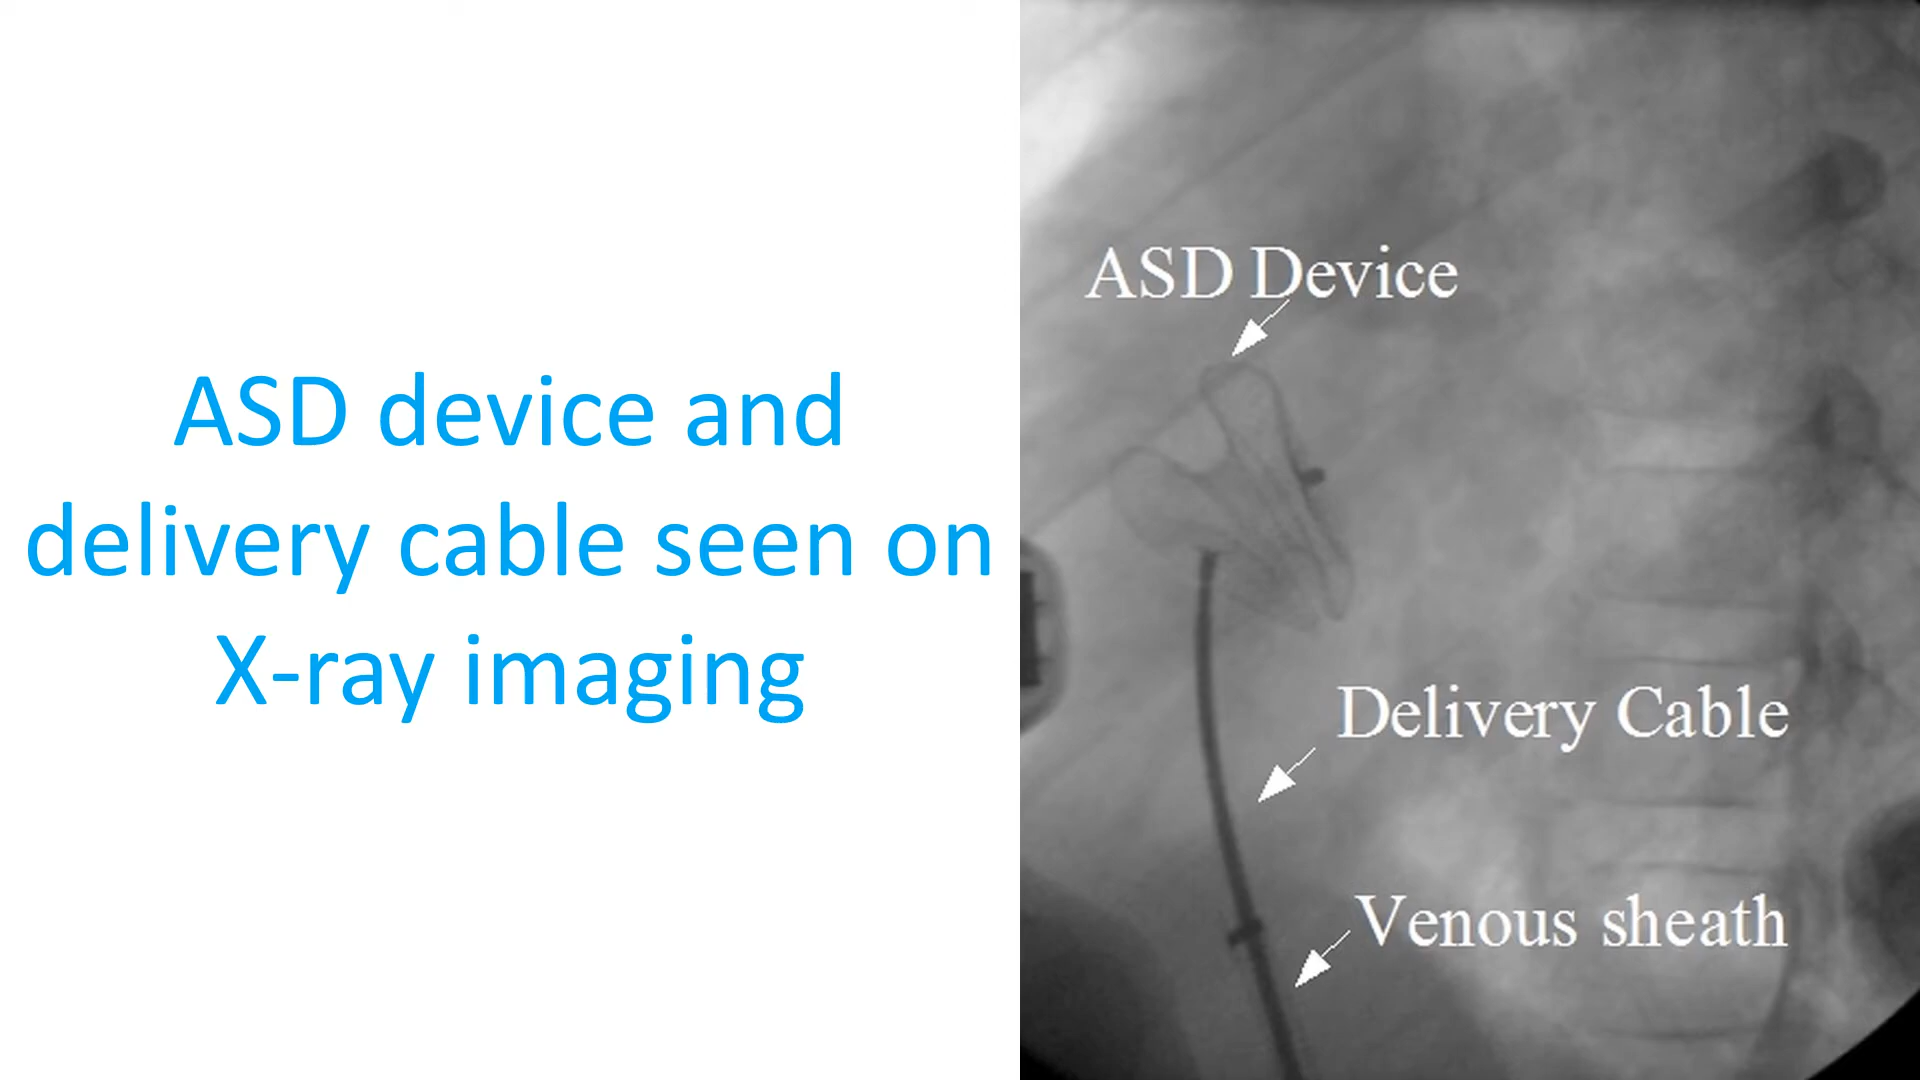 ASD device and
delivery cable seen on
X-ray imaging
ASD Device
Delivery Cable
Venous sheath